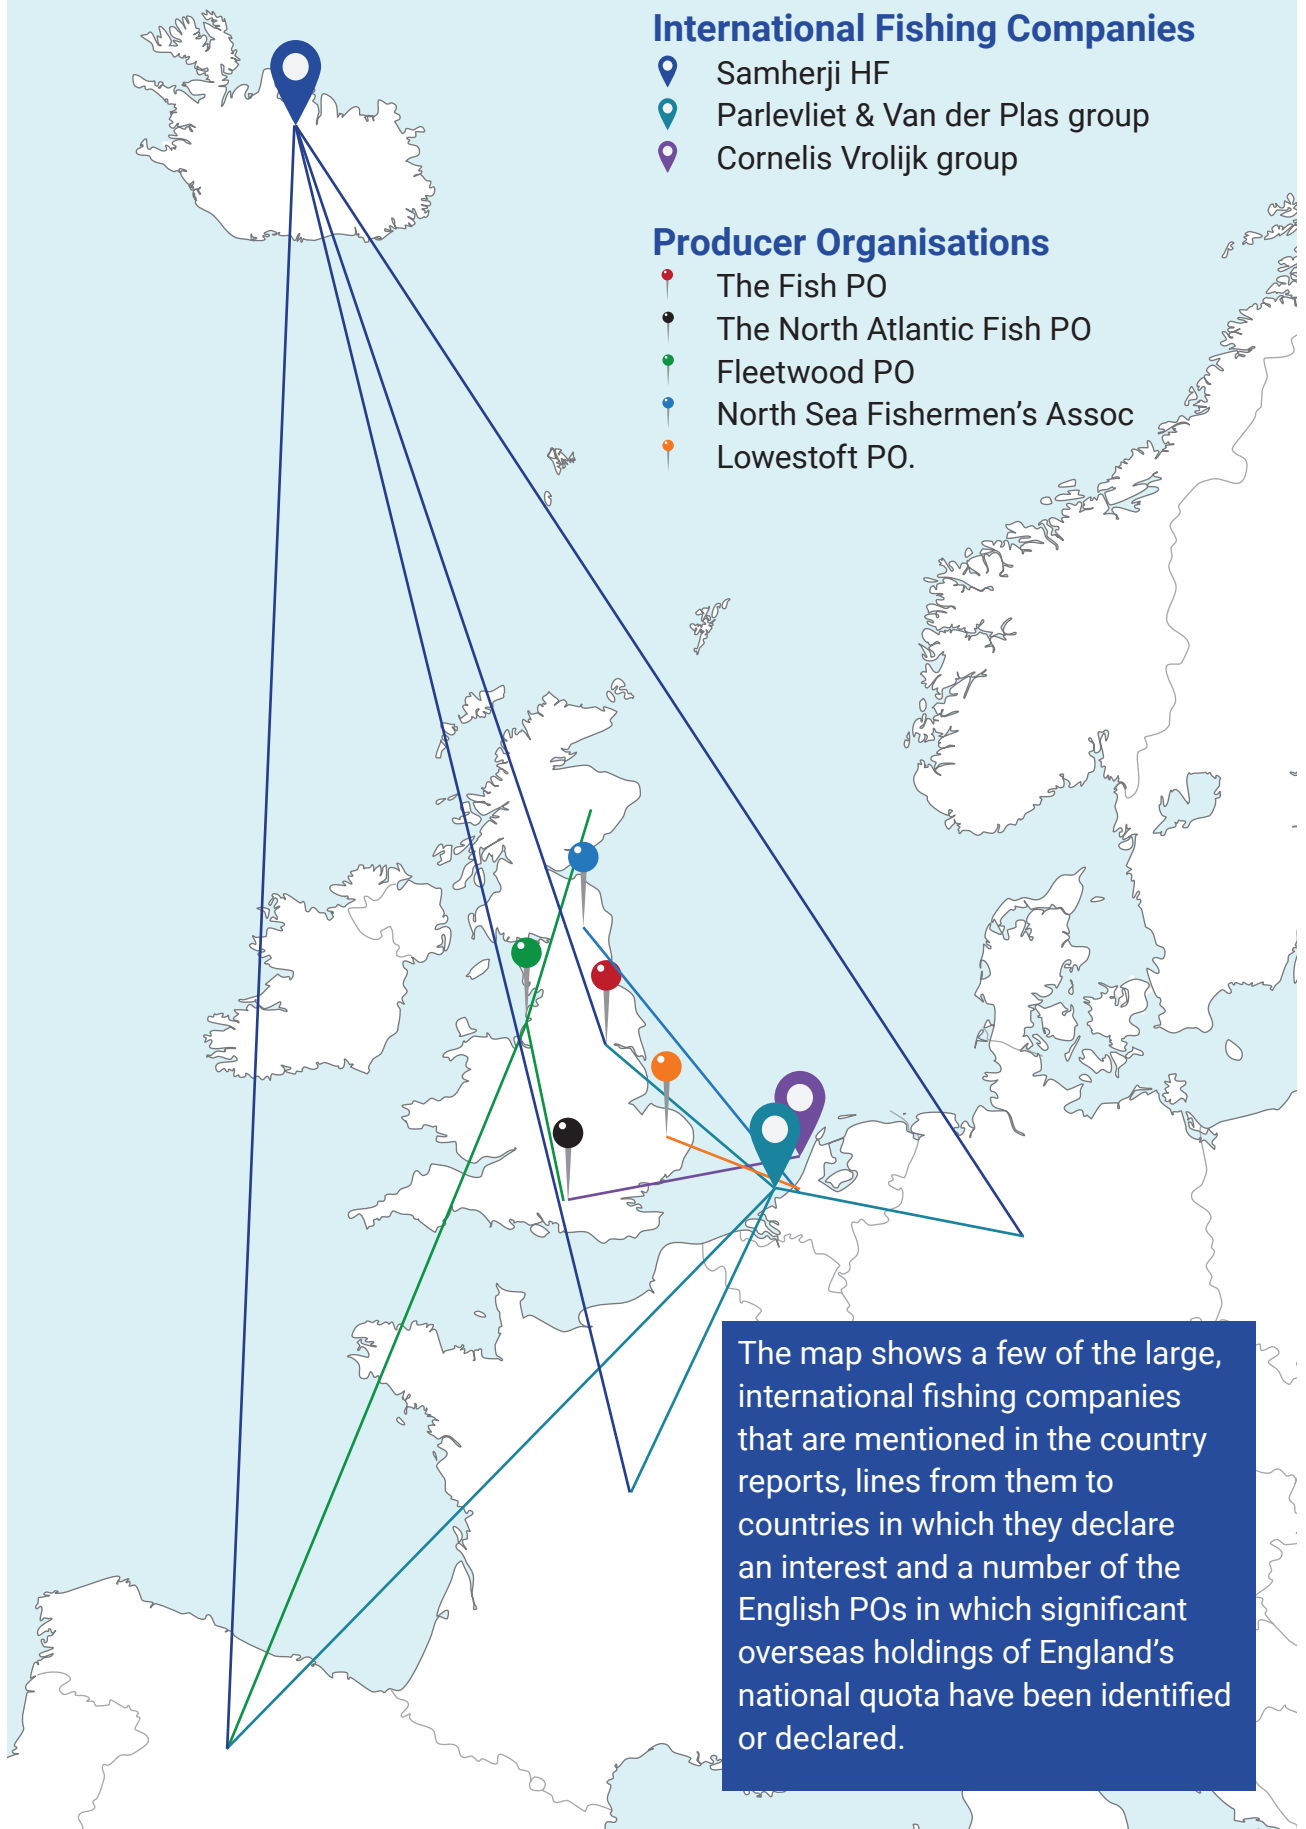 International Fishing Companies
Samherji HF
Parlevliet & Van der Plas group
Cornelis Vrolijk group
Producer Organisations
The Fish PO
The North Atlantic Fish PO
Fleetwood PO
North Sea Fishermen’s Assoc
Lowestoft PO.
The map shows a few of the large,
international fishing companies
that are mentioned in the country
reports, lines from them to
countries in which they declare
an interest and a number of the
English POs in which significant
overseas holdings of England’s
national quota have been identified
or declared.